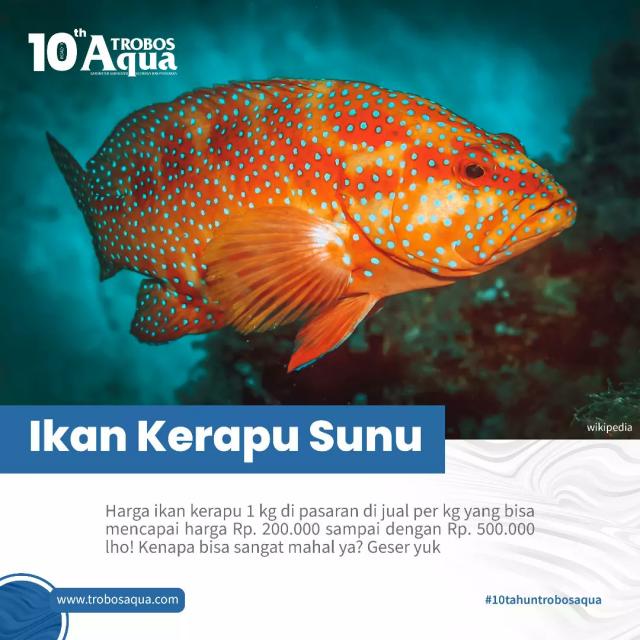 10th TROBOS
Aqua
Ikan Kerapu Sunu
wikipedia
Harga ikan kerapu 1 kg di pasaran di jual per kg yang bisa
mencapai harga Rp. 200.000 sampai dengan Rp. 500.000
lho! Kenapa bisa sangat mahal ya? Geser yuk
www.trobosaqua.com
#10tahuntrobosaqua